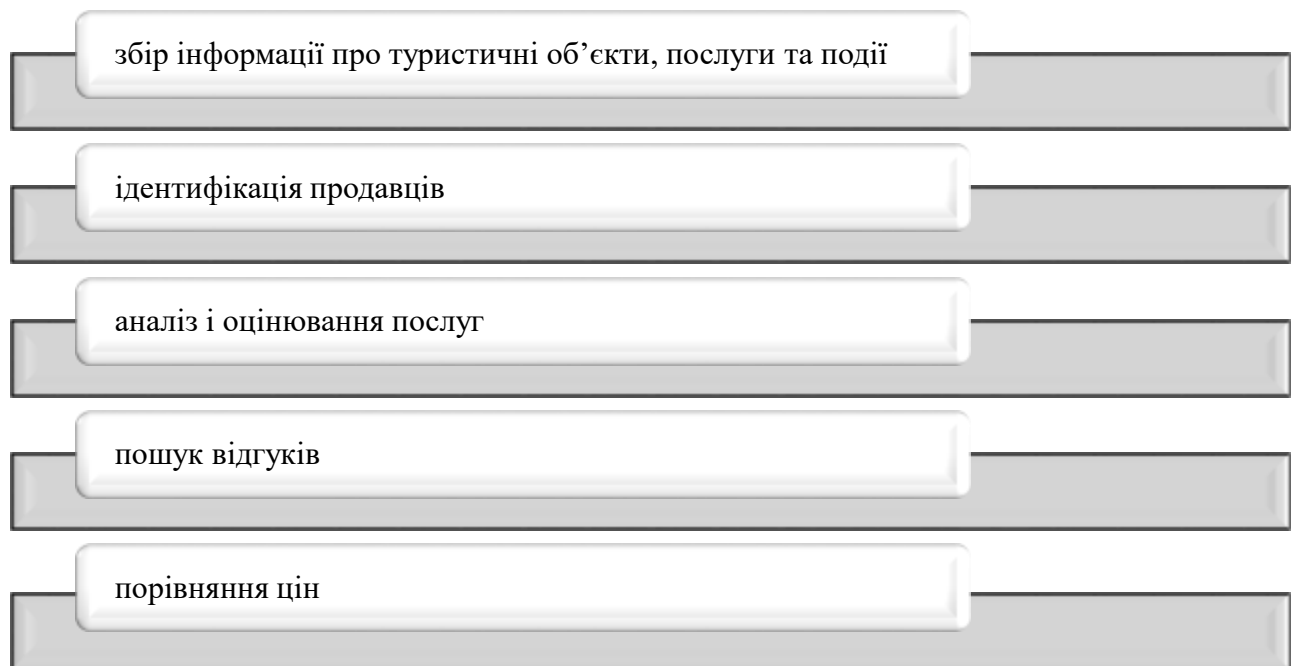 збір інформації про туристичні об’єкти, послуги та події
ідентифікація продавців
аналіз і оцінювання послуг
пошук відгуків
порівняння цін